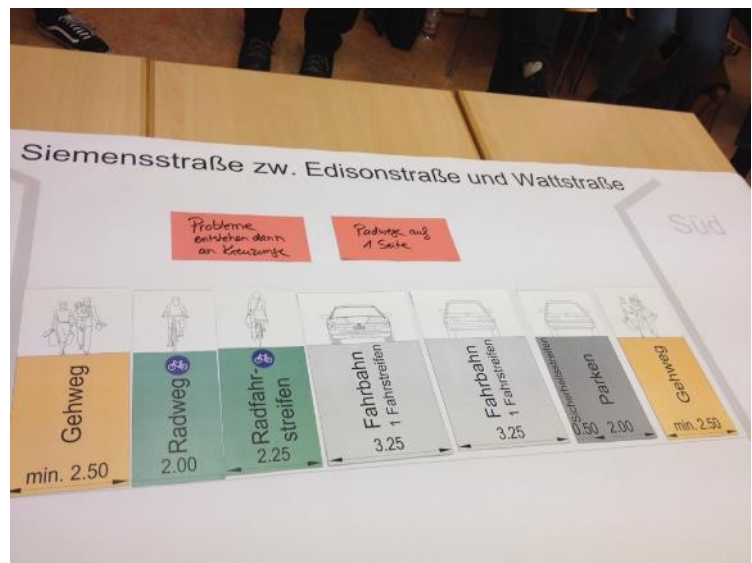 Siemensstraße zw. Edisonstraße und Wattstraße
Süd
Probleme
entstehen dann
an Kreuzunge
Radwege auf
1 Seite
Gehweg
min. 2.50
Radweg
2.00
Radfahr-
streifen
2.25
Fahrbahn
1 Fahrstreifen
3.25
Fahrbahn
1 Fahrstreifen
3.25
Sicherheitsstreifen
0.50
Parken
2.00
Gehweg
min. 2.50